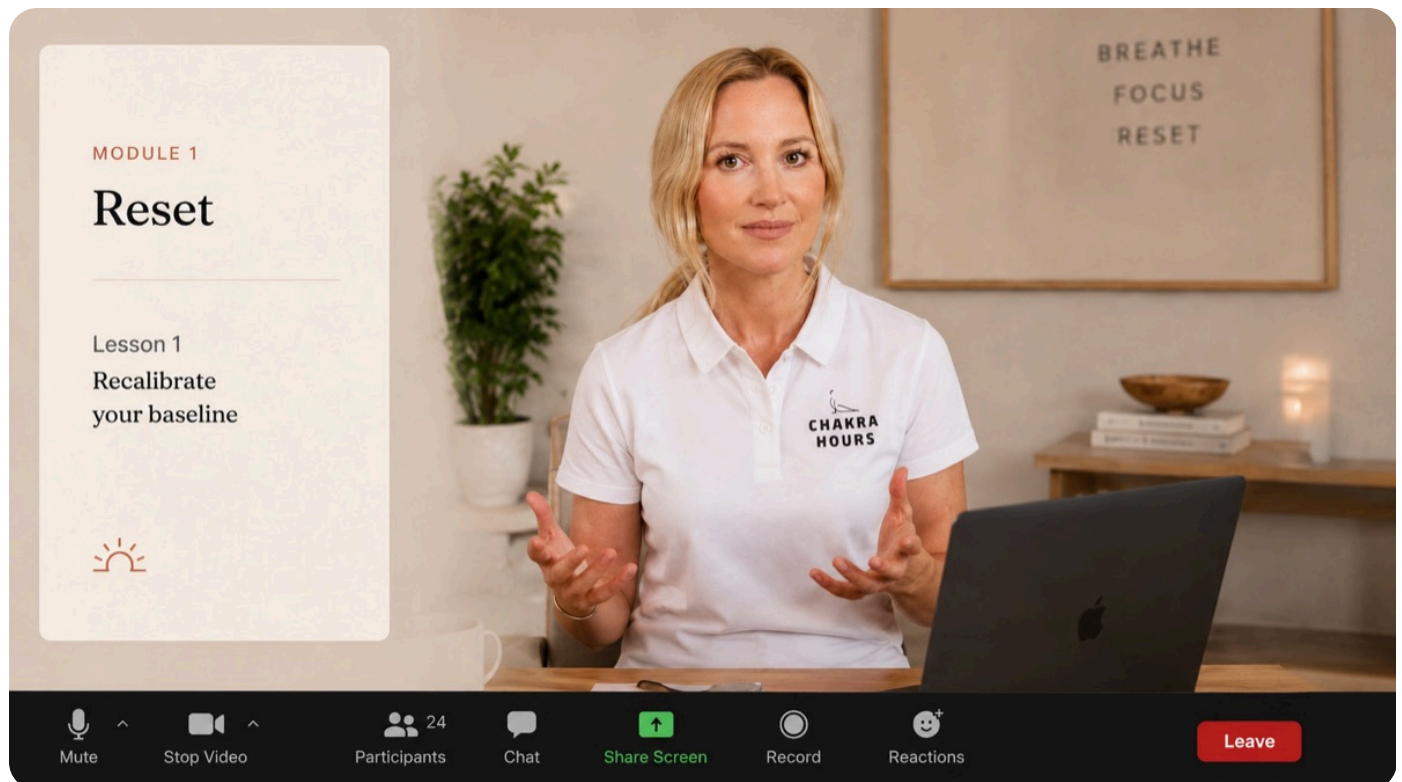 MODULE 1
Reset
Lesson 1
Recalibrate
your baseline
BREATHE
FOCUS
RESET
CHAKRA
HOURS
24
Mute
Stop Video
Participants
Chat
Share Screen
Record
Reactions
Leave